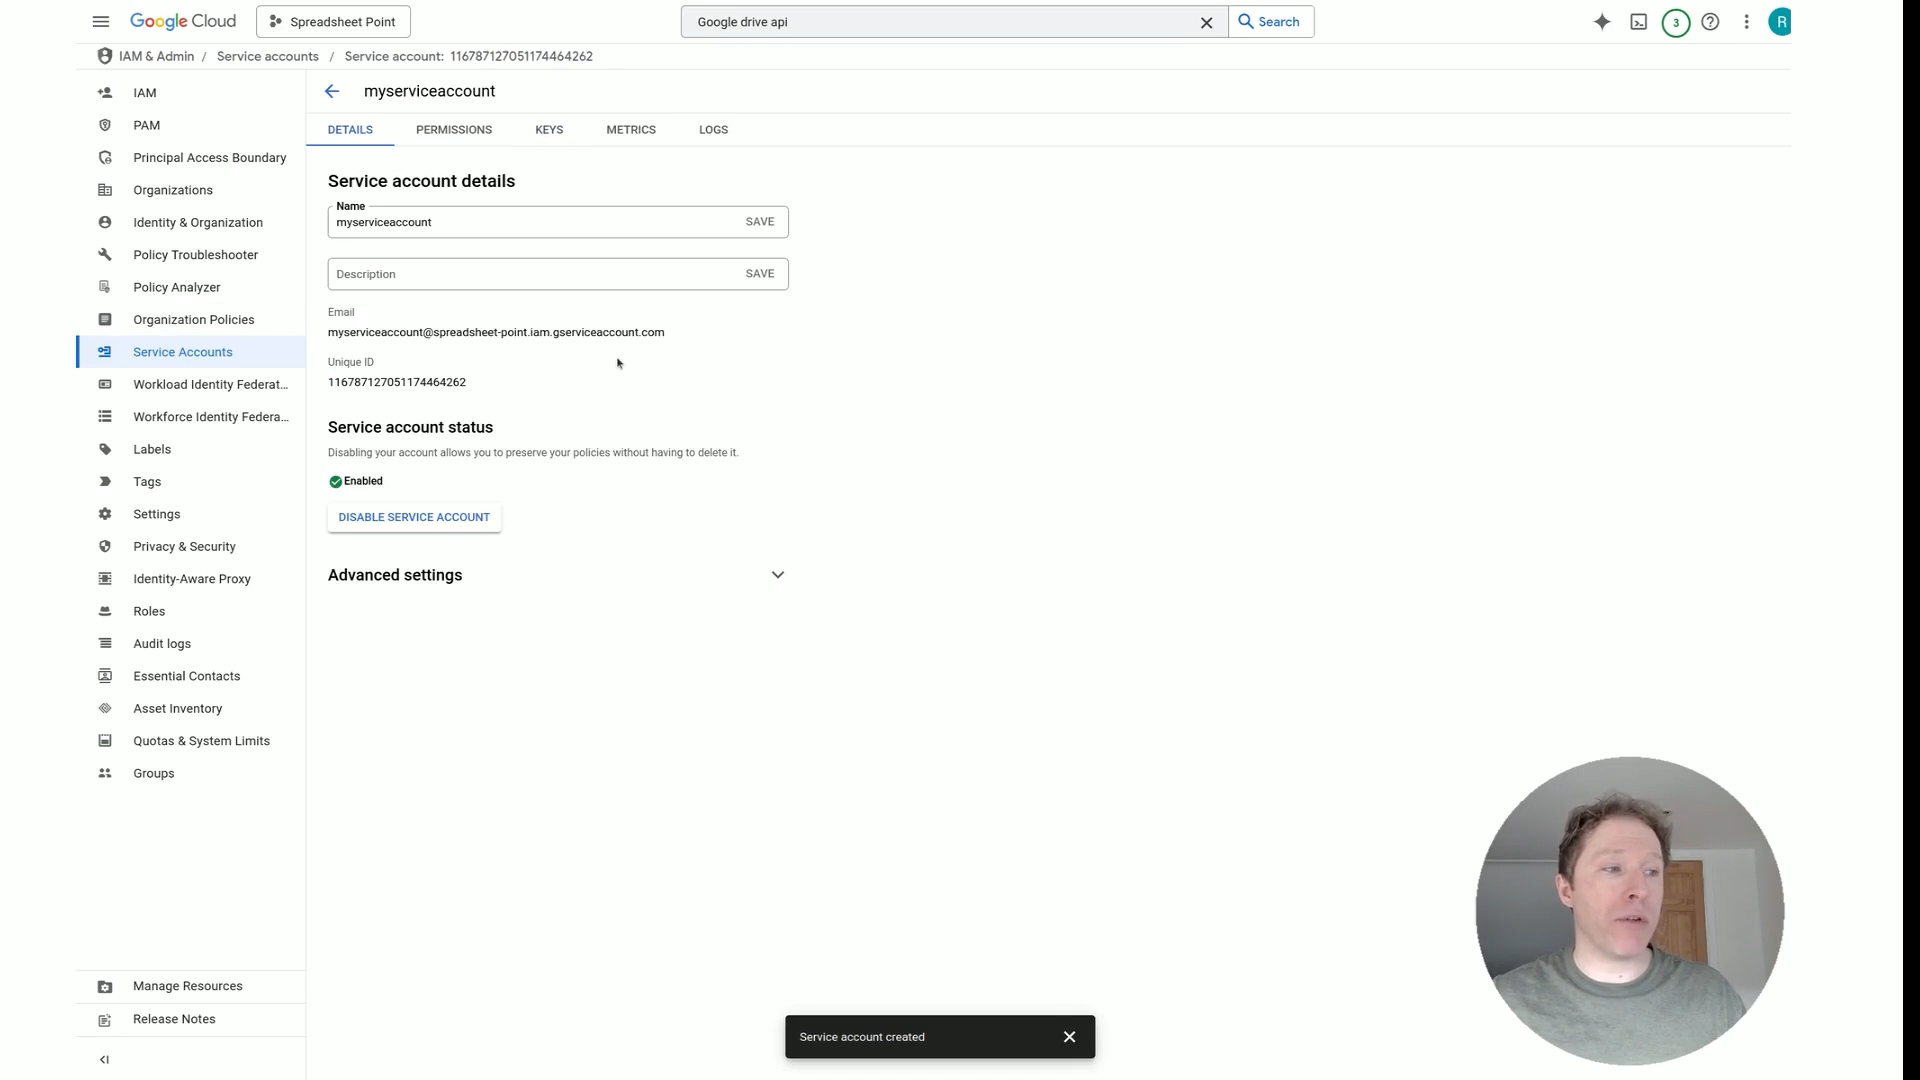 Google Cloud
Spreadsheet Point
Google drive api
Search
3
R
IAM & Admin / Service accounts / Service account: 116787127051174464262
IAM
PAM
Principal Access Boundary
Organizations
Identity & Organization
Policy Troubleshooter
Policy Analyzer
Organization Policies
Service Accounts
Workload Identity Federat...
Workforce Identity Federa...
Labels
Tags
Settings
Privacy & Security
Identity-Aware Proxy
Roles
Audit logs
Essential Contacts
Asset Inventory
Quotas & System Limits
Groups
Manage Resources
Release Notes
myserviceaccount
DETAILS PERMISSIONS KEYS METRICS LOGS
Service account details
Name
myserviceaccount SAVE
Description SAVE
Email
myserviceaccount@spreadsheet-point.iam.gserviceaccount.com
Unique ID
116787127051174464262
Service account status
Disabling your account allows you to preserve your policies without having to delete it.
Enabled
DISABLE SERVICE ACCOUNT
Advanced settings
Service account created